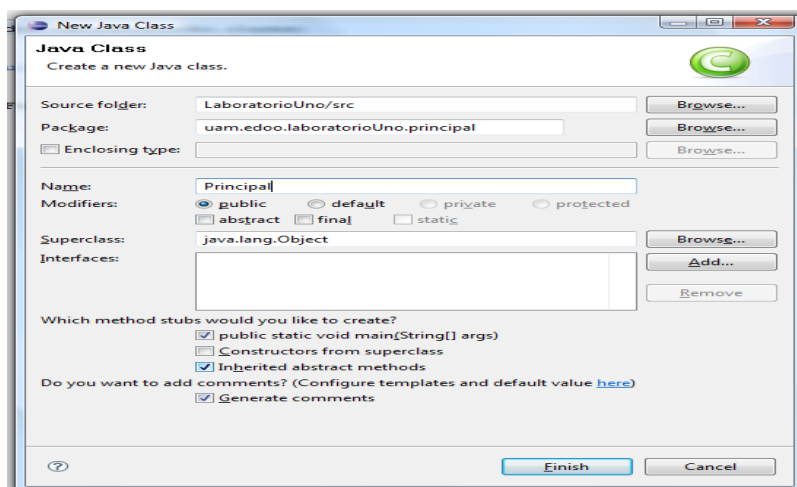 New Java Class
Java Class
Create a new Java class.
Source folder: LaboratorioUno/src Browse...
Package: uam.edoo.laboratorioUno.principal Browse...
Enclosing type: Browse...
Name: Principal
Modifiers: public default private protected
abstract final static
Superclass: java.lang.Object Browse...
Interfaces: Add...
Remove
Which method stubs would you like to create?
public static void main(String[] args)
Constructors from superclass
Inherited abstract methods
Do you want to add comments? (Configure templates and default value here)
Generate comments
Finish Cancel